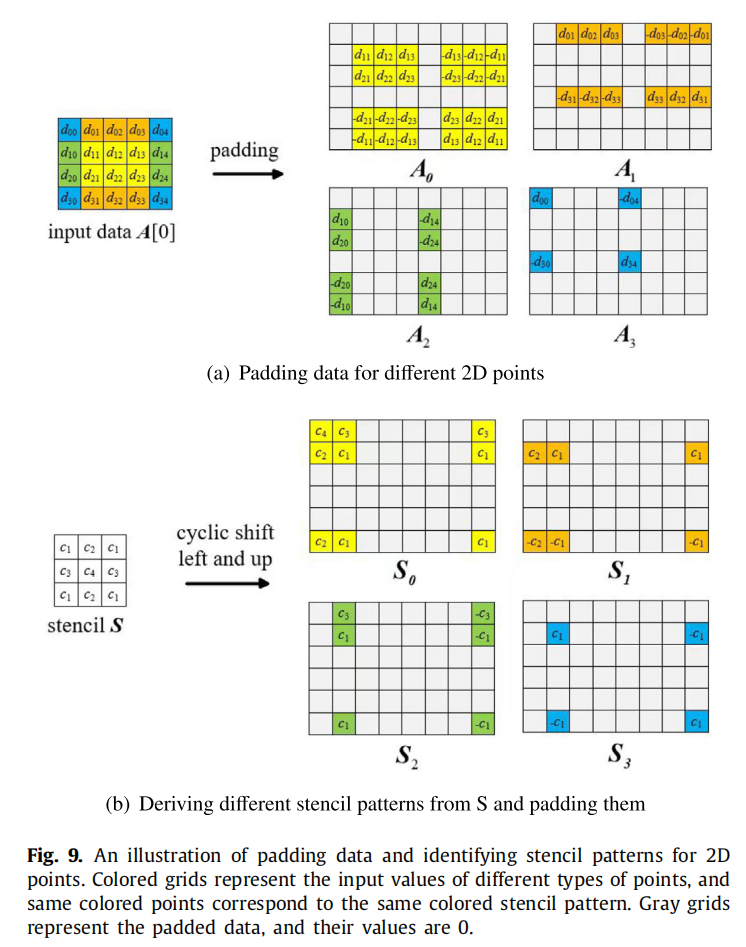 d11 d12 d13 -d13 -d12 -d11
d21 d22 d23 -d23 -d22 -d21
-d21 -d22 -d23 d23 d22 d21
-d11 -d12 -d13 d13 d12 d11
A0
d01 d02 d03 -d03 -d02 -d01
-d31 -d32 -d33 d33 d32 d31
A1
d00 d01 d02 d03 d04
d10 d11 d12 d13 d14
d20 d21 d22 d23 d24
d30 d31 d32 d33 d34
input data A[0]
padding
d10 -d14
d20 -d24
-d20 d24
-d10 d14
A2
d00 -d04
-d30 d34
A3
(a) Padding data for different 2D points
c4 c3 c3
c2 c1 c1
c2 c1 c1
S0
c2 c1 c1
-c2 -c1 -c1
S1
c1 c2 c1
c3 c4 c3
c1 c2 c1
stencil S
cyclic shift
left and up
c3 -c3
c1 -c1
c1 -c1
S2
c1 -c1
-c1 c1
S3
(b) Deriving different stencil patterns from S and padding them
Fig. 9. An illustration of padding data and identifying stencil patterns for 2D
points. Colored grids represent the input values of different types of points, and
same colored points correspond to the same colored stencil pattern. Gray grids
represent the padded data, and their values are 0.